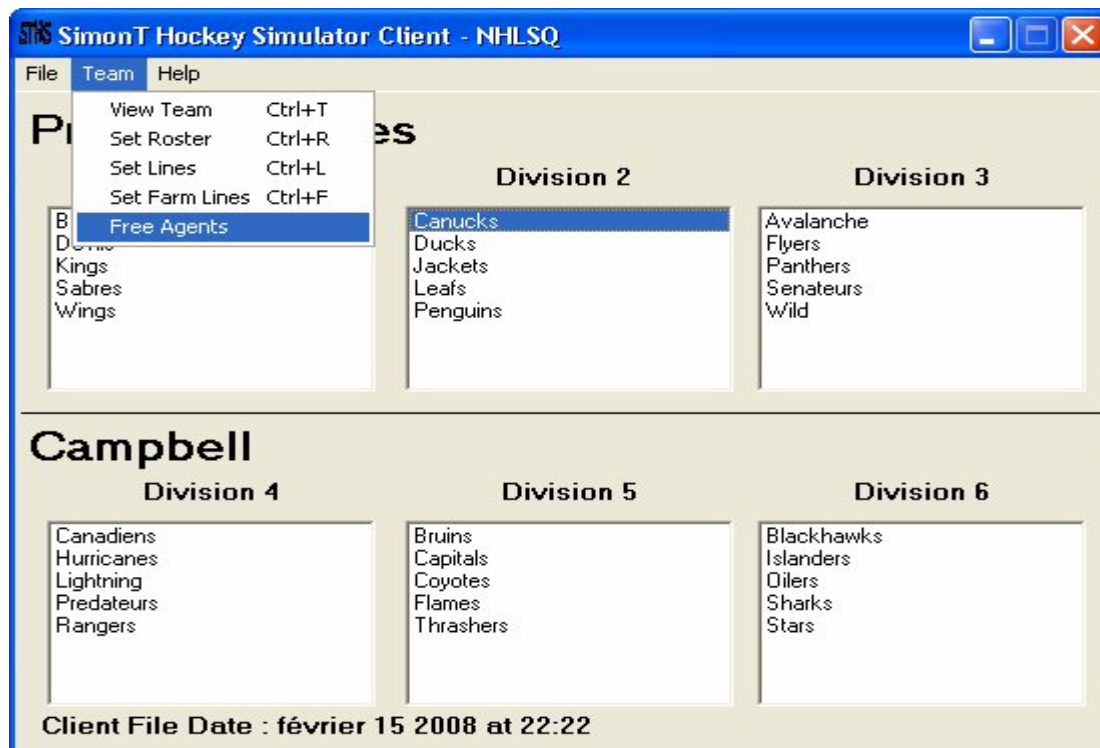 STHS SimonT Hockey Simulator Client - NHLSQ
File Team Help
View Team Ctrl+T
Set Roster Ctrl+R
Set Lines Ctrl+L
Set Farm Lines Ctrl+F
Free Agents
Division 2
Division 3
Kings
Sabres
Wings
Canucks
Ducks
Jackets
Leafs
Penguins
Avalanche
Flyers
Panthers
Senateurs
Wild
Campbell
Division 4
Division 5
Division 6
Canadiens
Hurricanes
Lightning
Predateurs
Rangers
Bruins
Capitals
Coyotes
Flames
Thrashers
Blackhawks
Islanders
Oilers
Sharks
Stars
Client File Date : février 15 2008 at 22:22